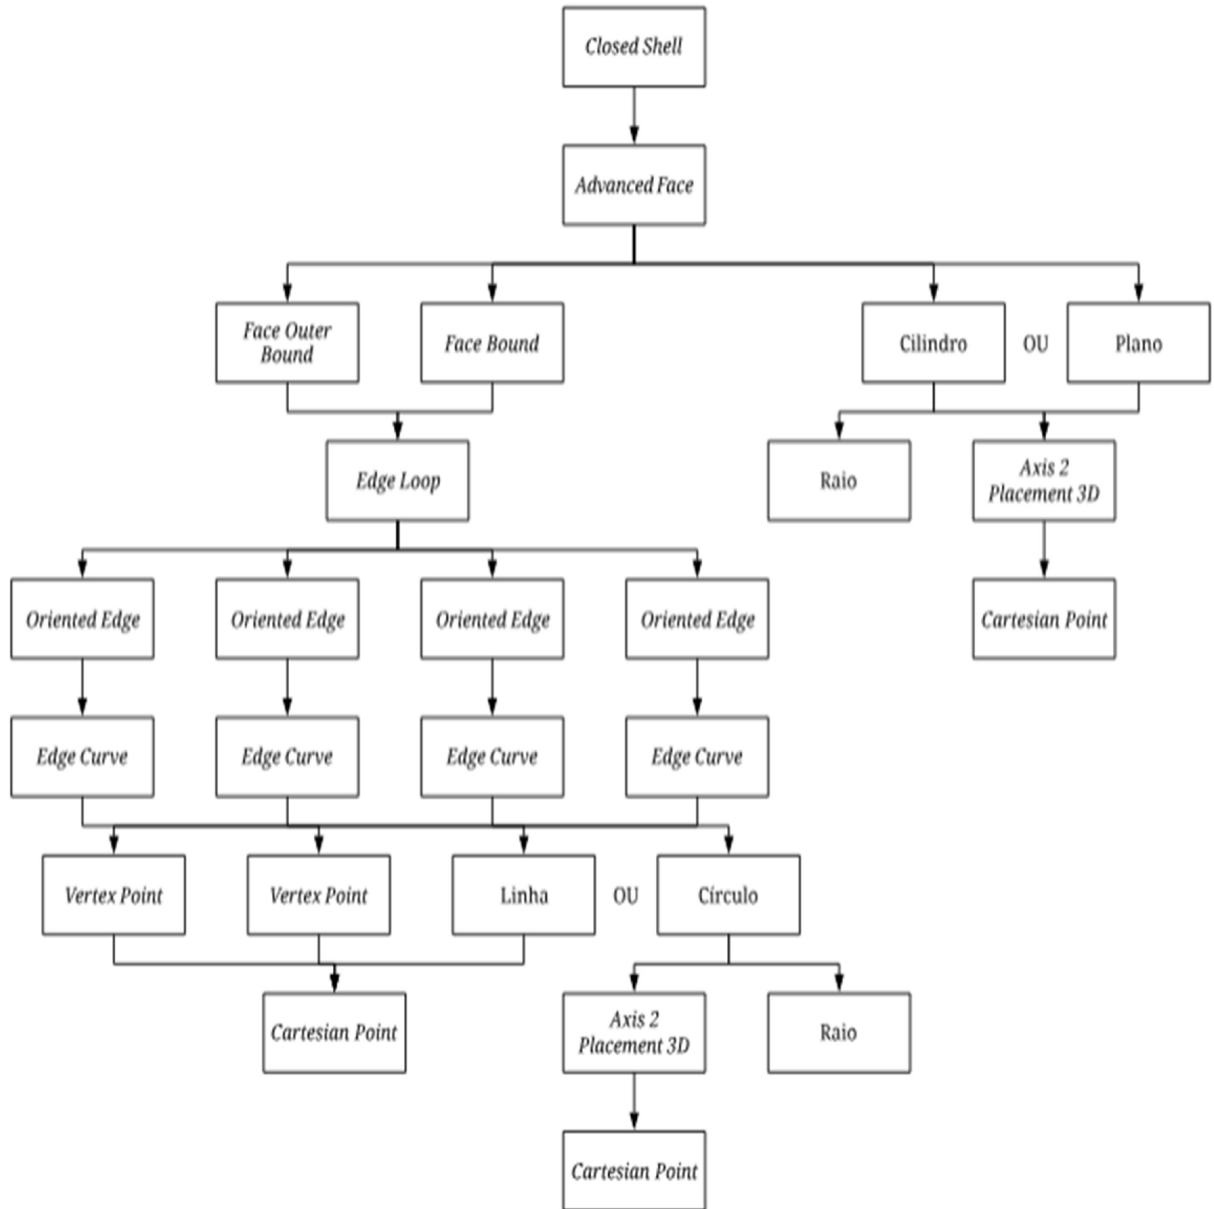 Closed Shell
Advanced Face
Face Outer
Bound
Face Bound
Cilindro
OU
Plano
Edge Loop
Raio
Axis 2
Placement 3D
Oriented Edge
Oriented Edge
Oriented Edge
Oriented Edge
Cartesian Point
Edge Curve
Edge Curve
Edge Curve
Edge Curve
Vertex Point
Vertex Point
Linha
OU
Círculo
Cartesian Point
Axis 2
Placement 3D
Raio
Cartesian Point